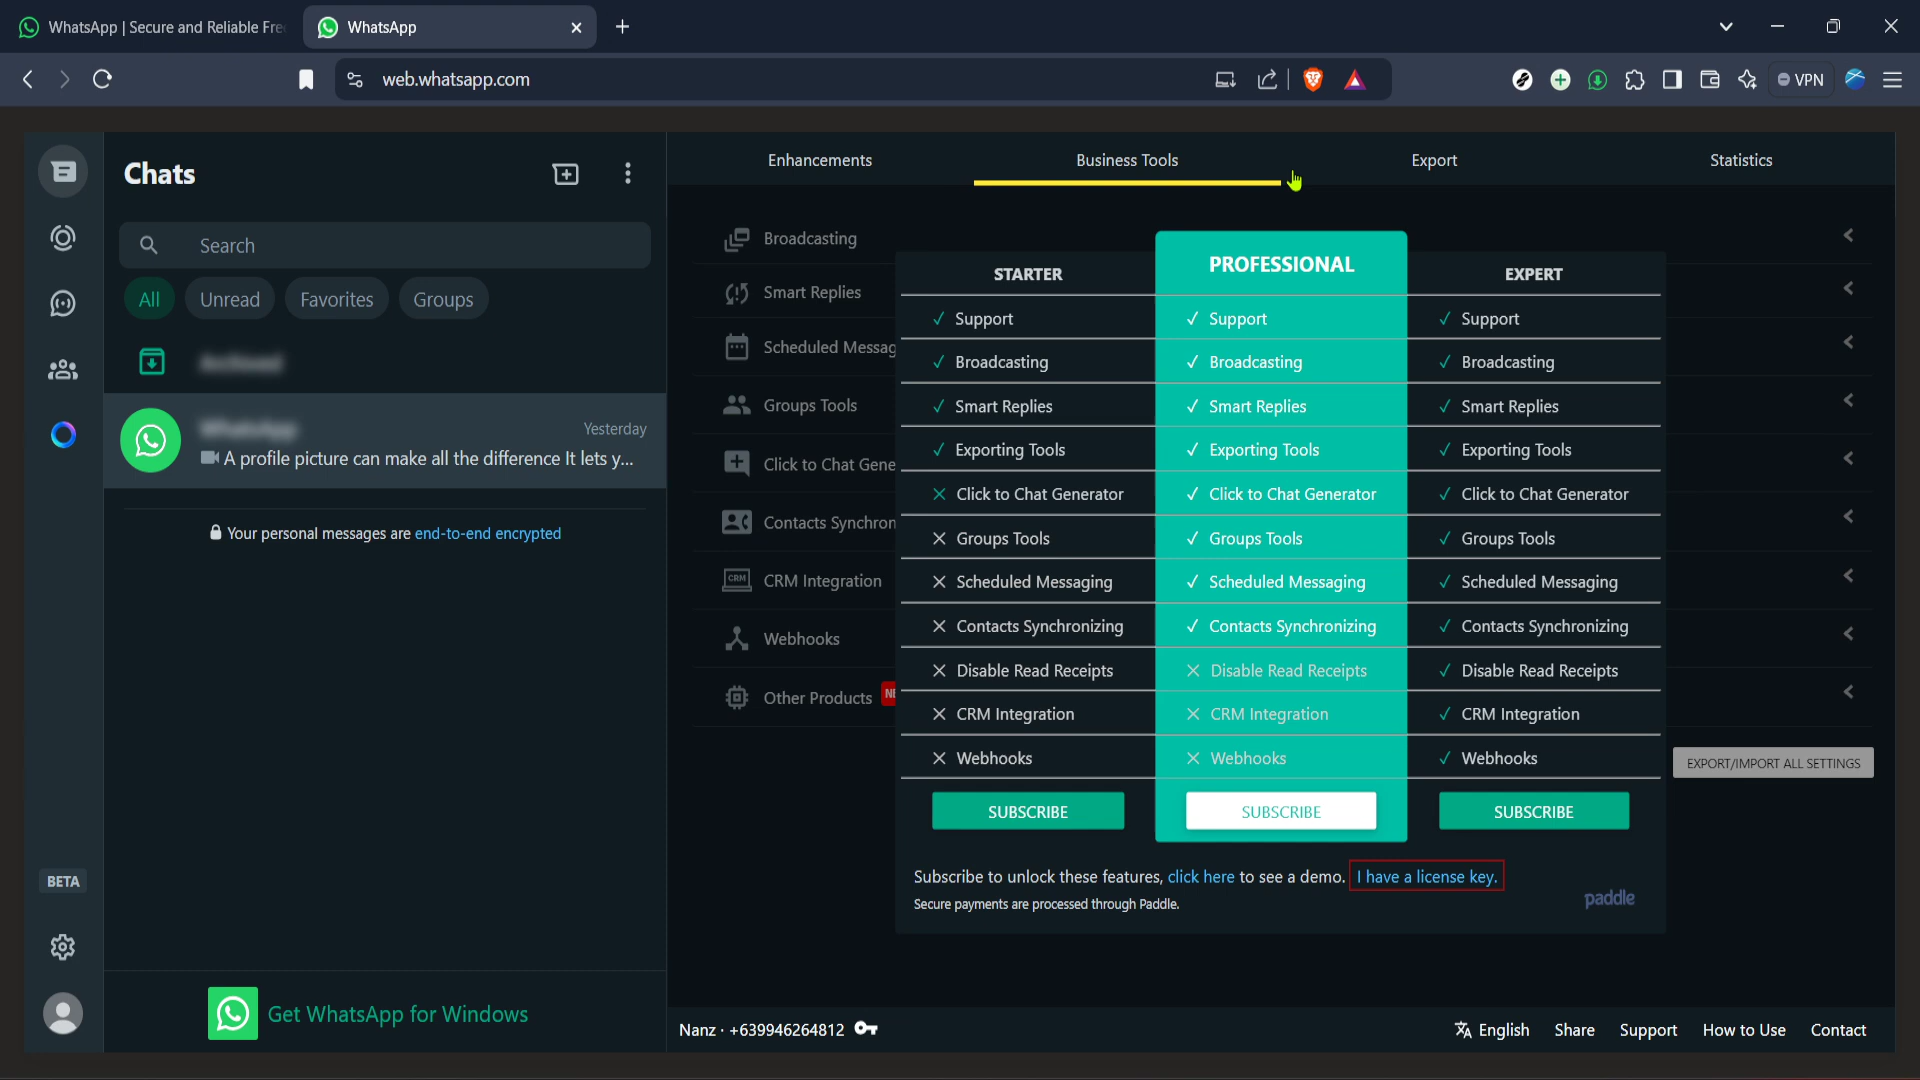 WhatsApp | Secure and Reliable Fre
WhatsApp
web.whatsapp.com
VPN
Chats
Search
All
Unread
Favorites
Groups
Yesterday
A profile picture can make all the difference It lets y...
Your personal messages are end-to-end encrypted
BETA
Get WhatsApp for Windows
Enhancements
Business Tools
Export
Statistics
Broadcasting
Smart Replies
Scheduled Messag
Groups Tools
Click to Chat Gene
Contacts Synchron
CRM
CRM Integration
Webhooks
Other Products
NE
STARTER
Support
Broadcasting
Smart Replies
Exporting Tools
Click to Chat Generator
Groups Tools
Scheduled Messaging
Contacts Synchronizing
Disable Read Receipts
CRM Integration
Webhooks
SUBSCRIBE
PROFESSIONAL
Support
Broadcasting
Smart Replies
Exporting Tools
Click to Chat Generator
Groups Tools
Scheduled Messaging
Contacts Synchronizing
Disable Read Receipts
CRM Integration
Webhooks
SUBSCRIBE
EXPERT
Support
Broadcasting
Smart Replies
Exporting Tools
Click to Chat Generator
Groups Tools
Scheduled Messaging
Contacts Synchronizing
Disable Read Receipts
CRM Integration
Webhooks
SUBSCRIBE
EXPORT/IMPORT ALL SETTINGS
Subscribe to unlock these features, click here to see a demo. I have a license key.
Secure payments are processed through Paddle.
paddle
Nanz · +639946264812
English
Share
Support
How to Use
Contact